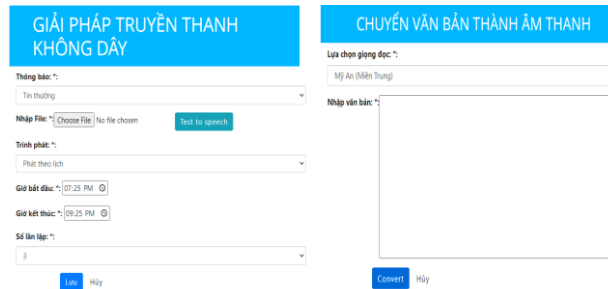 GIẢI PHÁP TRUYỀN THANH
KHÔNG DÂY
Thông báo: *:
Tin thường
Nhập File: *: Choose File No file chosen Test to speech
Trình phát: *:
Phát theo lịch
Giờ bắt đầu: *: 07:25 PM
Giờ kết thúc: *: 09:25 PM
Số lần lặp: *:
3
Lưu Hủy
CHUYỂN VĂN BẢN THÀNH ÂM THANH
Lựa chọn giọng đọc: *:
Mỹ An (Miền Trung)
Nhập văn bản: *:
Convert Hủy